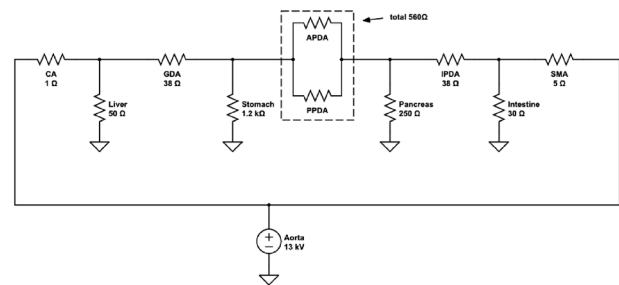 total 560Ω
APDA
CA
1 Ω
GDA
38 Ω
IPDA
38 Ω
SMA
5 Ω
Liver
50 Ω
Stomach
1.2 kΩ
PPDA
Pancreas
250 Ω
Intestine
30 Ω
Aorta
13 kV